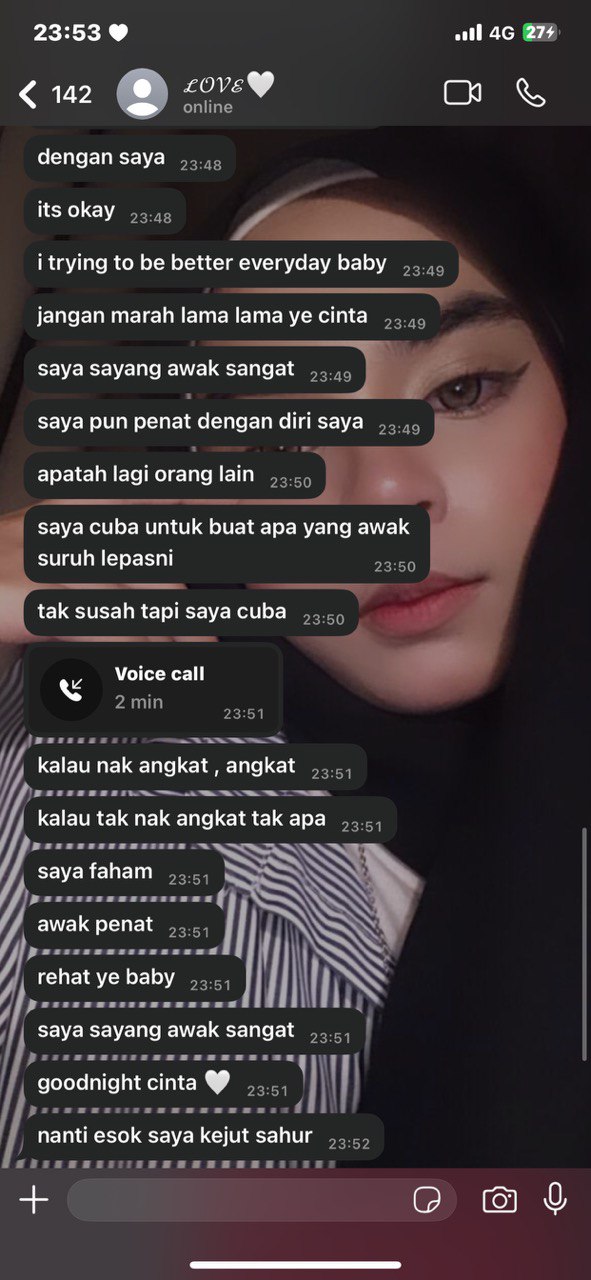 23:53
4G
27
142
𝓛𝓞𝓥𝓔🤍
online
dengan saya 23:48
its okay 23:48
i trying to be better everyday baby 23:49
jangan marah lama lama ye cinta 23:49
saya sayang awak sangat 23:49
saya pun penat dengan diri saya 23:49
apatah lagi orang lain 23:50
saya cuba untuk buat apa yang awak
suruh lepasni 23:50
tak susah tapi saya cuba 23:50
Voice call
2 min 23:51
kalau nak angkat , angkat 23:51
kalau tak nak angkat tak apa 23:51
saya faham 23:51
awak penat 23:51
rehat ye baby 23:51
saya sayang awak sangat 23:51
goodnight cinta 🤍 23:51
nanti esok saya kejut sahur 23:52